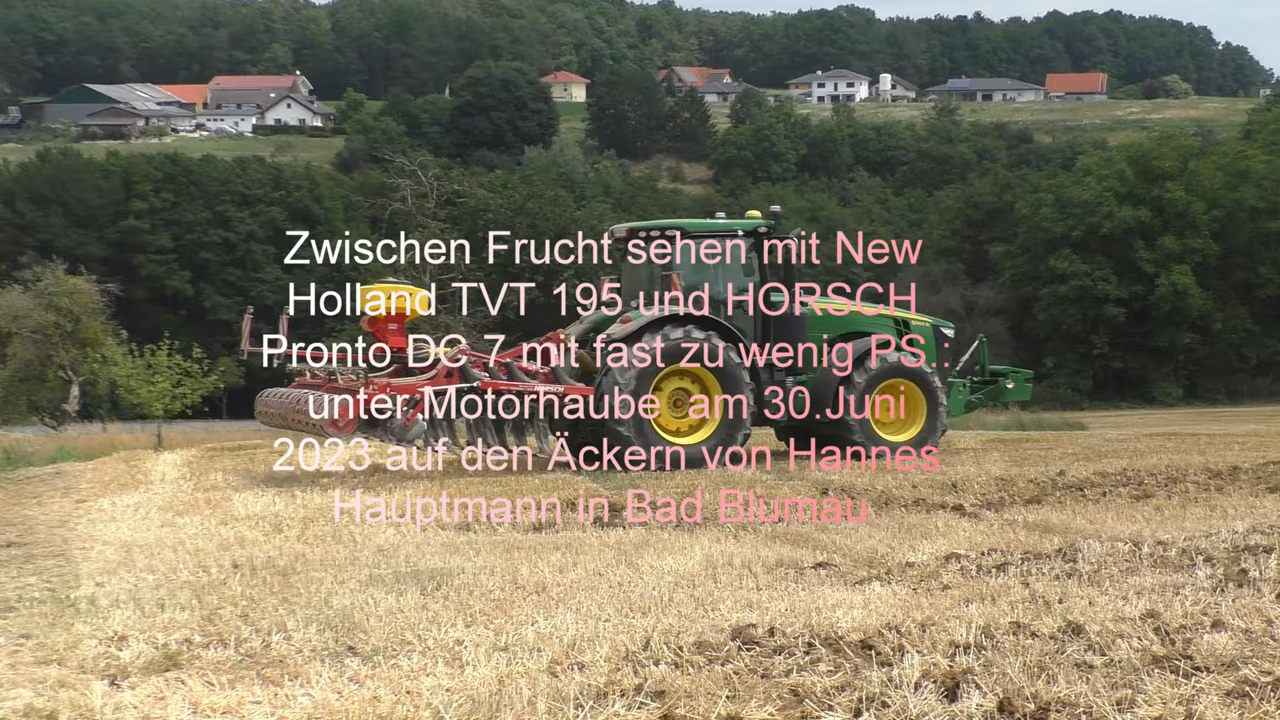 Zwischen Frucht sehen mit New
Holland TVT 195 und HORSCH
Pronto DC 7 mit fast zu wenig PS.:
unter Motorhaube am 30.Juni
2023 auf den Äckern von Hannes
Hauptmann in Bad Blumau
HORSCH